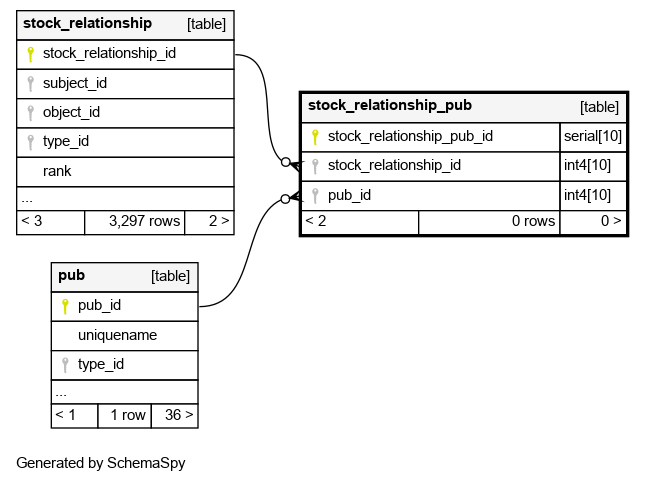 stock_relationship [table]
stock_relationship_id
subject_id
object_id
type_id
rank
...
< 3 3,297 rows 2 >
stock_relationship_pub [table]
stock_relationship_pub_id serial[10]
stock_relationship_id int4[10]
pub_id int4[10]
< 2 0 rows 0 >
pub [table]
pub_id
uniquename
type_id
...
< 1 1 row 36 >
Generated by SchemaSpy